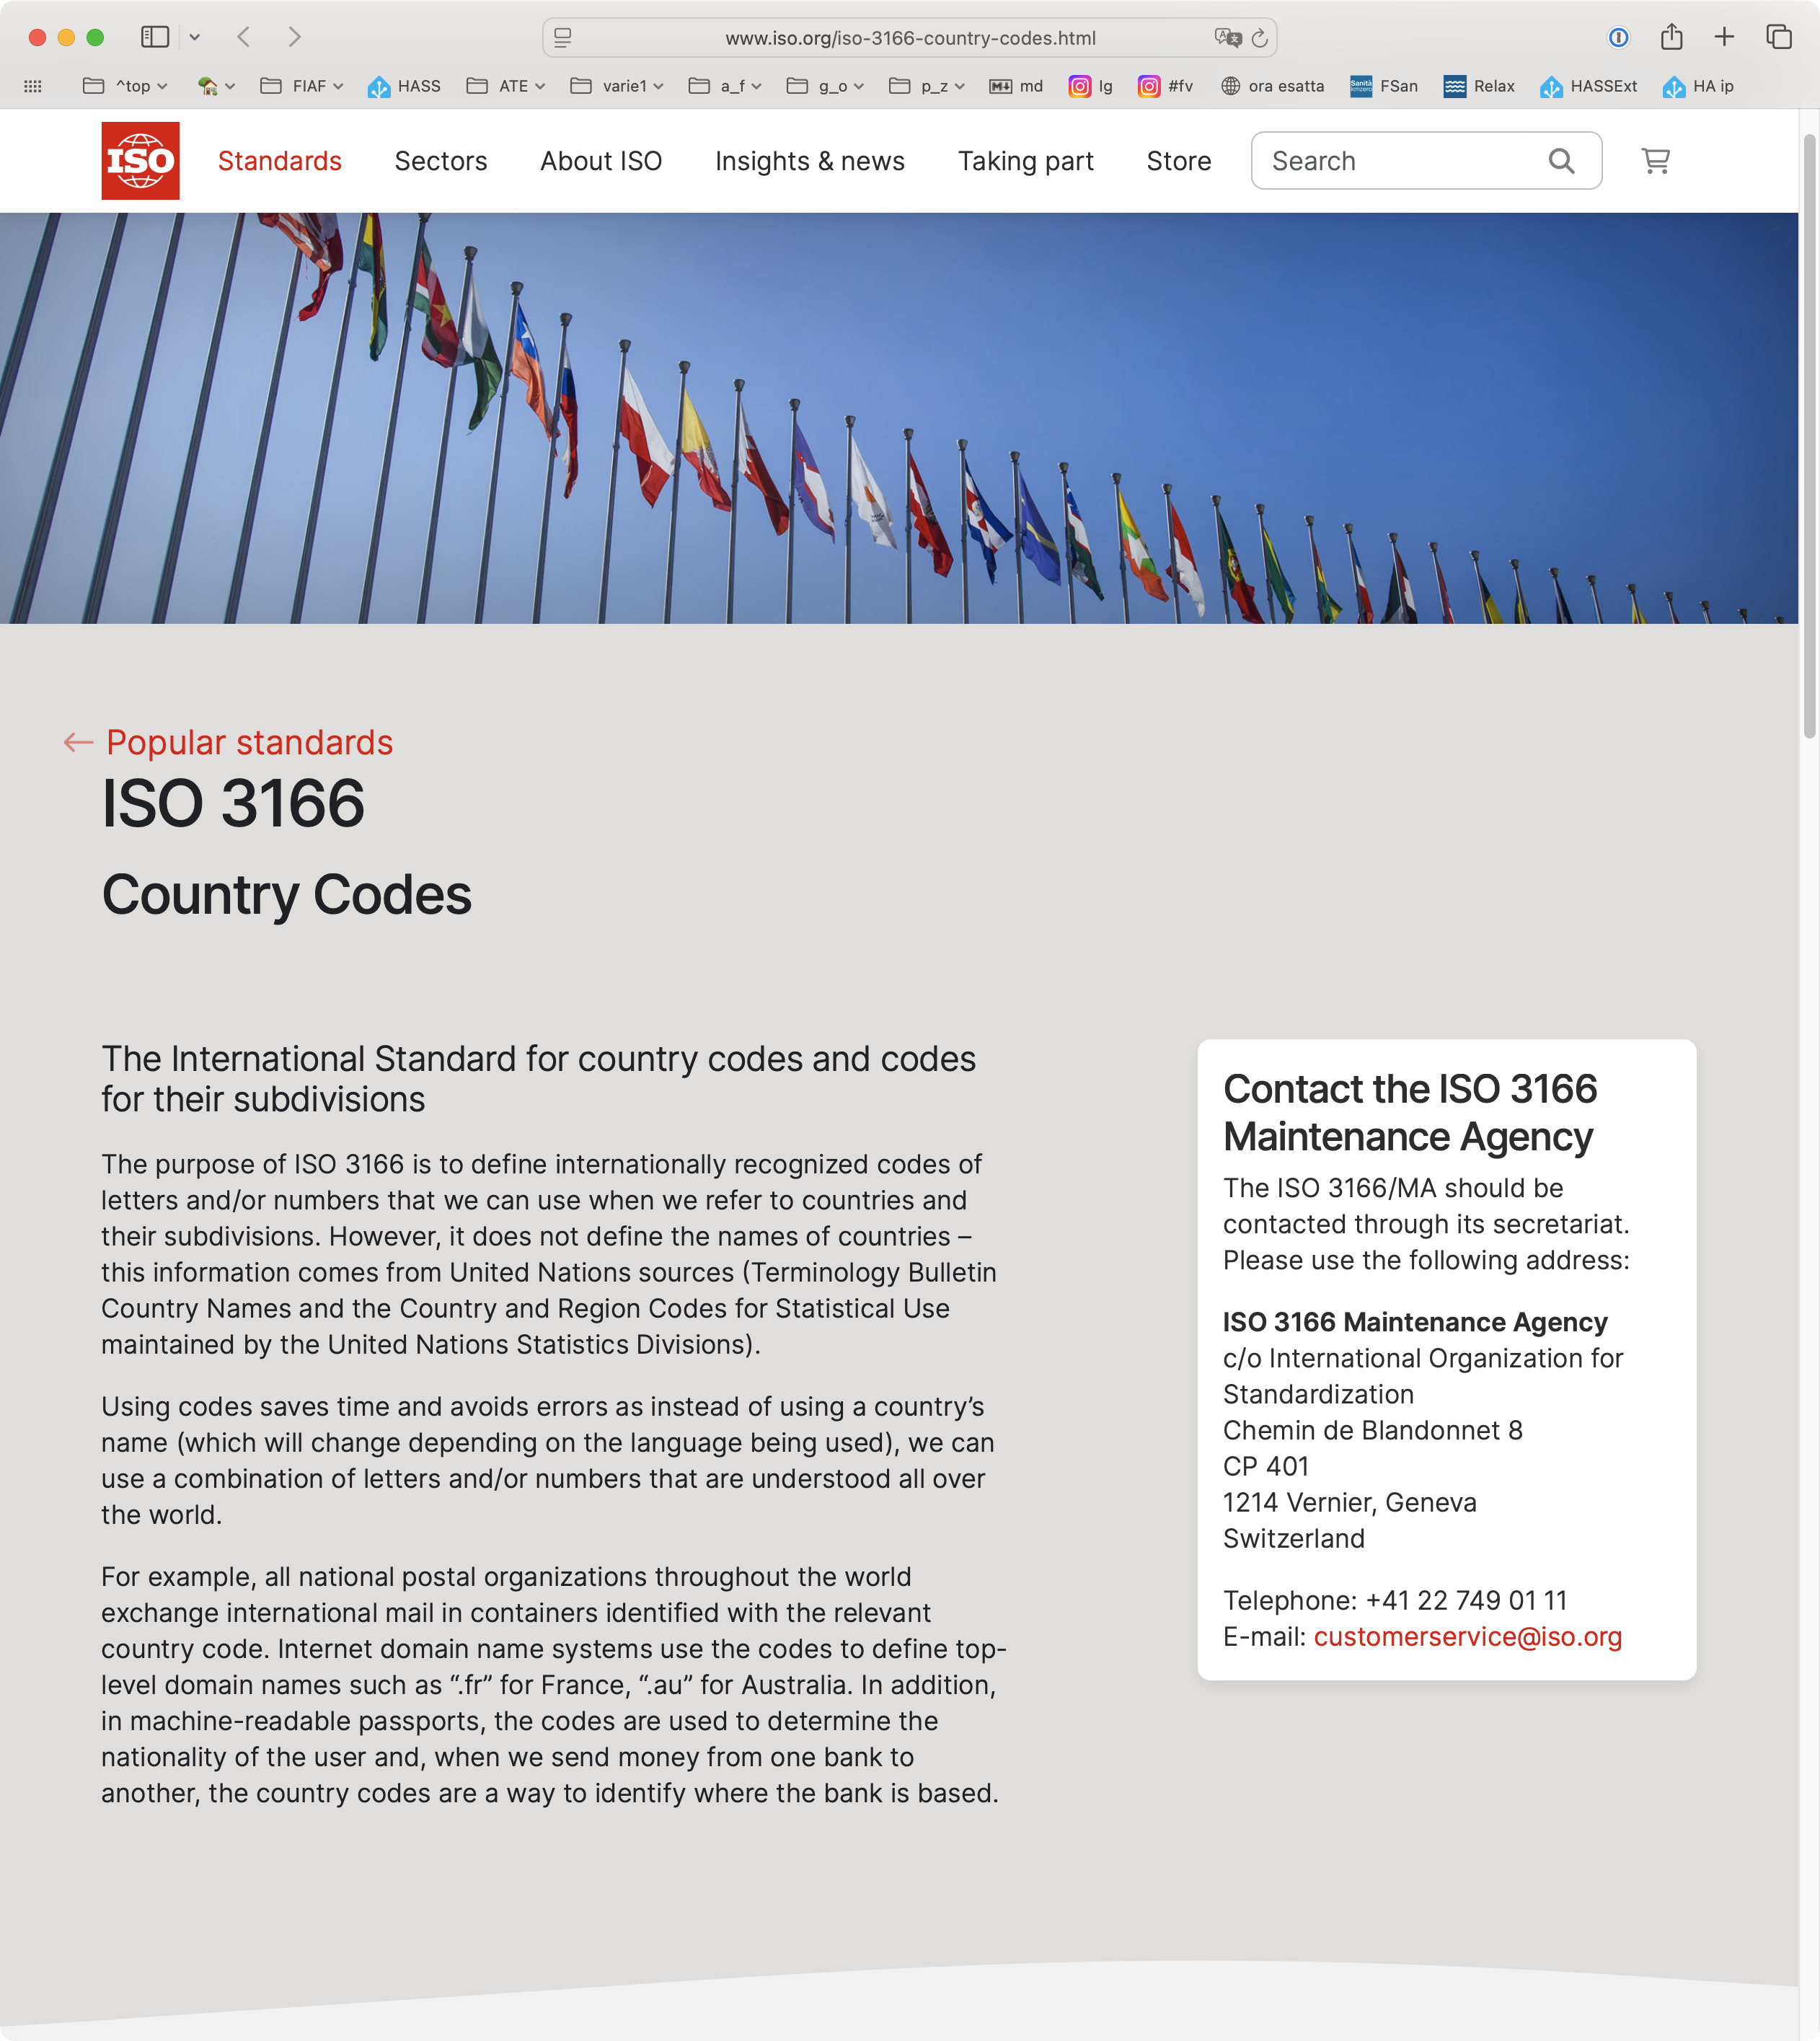 www.iso.org/iso-3166-country-codes.html
^top
FIAF
HASS
ATE
varie1
a_f
g_o
p_z
md
Ig
#fv
ora esatta
FSan
Relax
HASSExt
HA ip
ISO
Standards
Sectors
About ISO
Insights & news
Taking part
Store
Search
Popular standards
ISO 3166
Country Codes
The International Standard for country codes and codes
for their subdivisions
The purpose of ISO 3166 is to define internationally recognized codes of
letters and/or numbers that we can use when we refer to countries and
their subdivisions. However, it does not define the names of countries –
this information comes from United Nations sources (Terminology Bulletin
Country Names and the Country and Region Codes for Statistical Use
maintained by the United Nations Statistics Divisions).
Using codes saves time and avoids errors as instead of using a country’s
name (which will change depending on the language being used), we can
use a combination of letters and/or numbers that are understood all over
the world.
For example, all national postal organizations throughout the world
exchange international mail in containers identified with the relevant
country code. Internet domain name systems use the codes to define top-
level domain names such as “.fr” for France, “.au” for Australia. In addition,
in machine-readable passports, the codes are used to determine the
nationality of the user and, when we send money from one bank to
another, the country codes are a way to identify where the bank is based.
Contact the ISO 3166
Maintenance Agency
The ISO 3166/MA should be
contacted through its secretariat.
Please use the following address:
ISO 3166 Maintenance Agency
c/o International Organization for
Standardization
Chemin de Blandonnet 8
CP 401
1214 Vernier, Geneva
Switzerland
Telephone: +41 22 749 01 11
E-mail: customerservice@iso.org